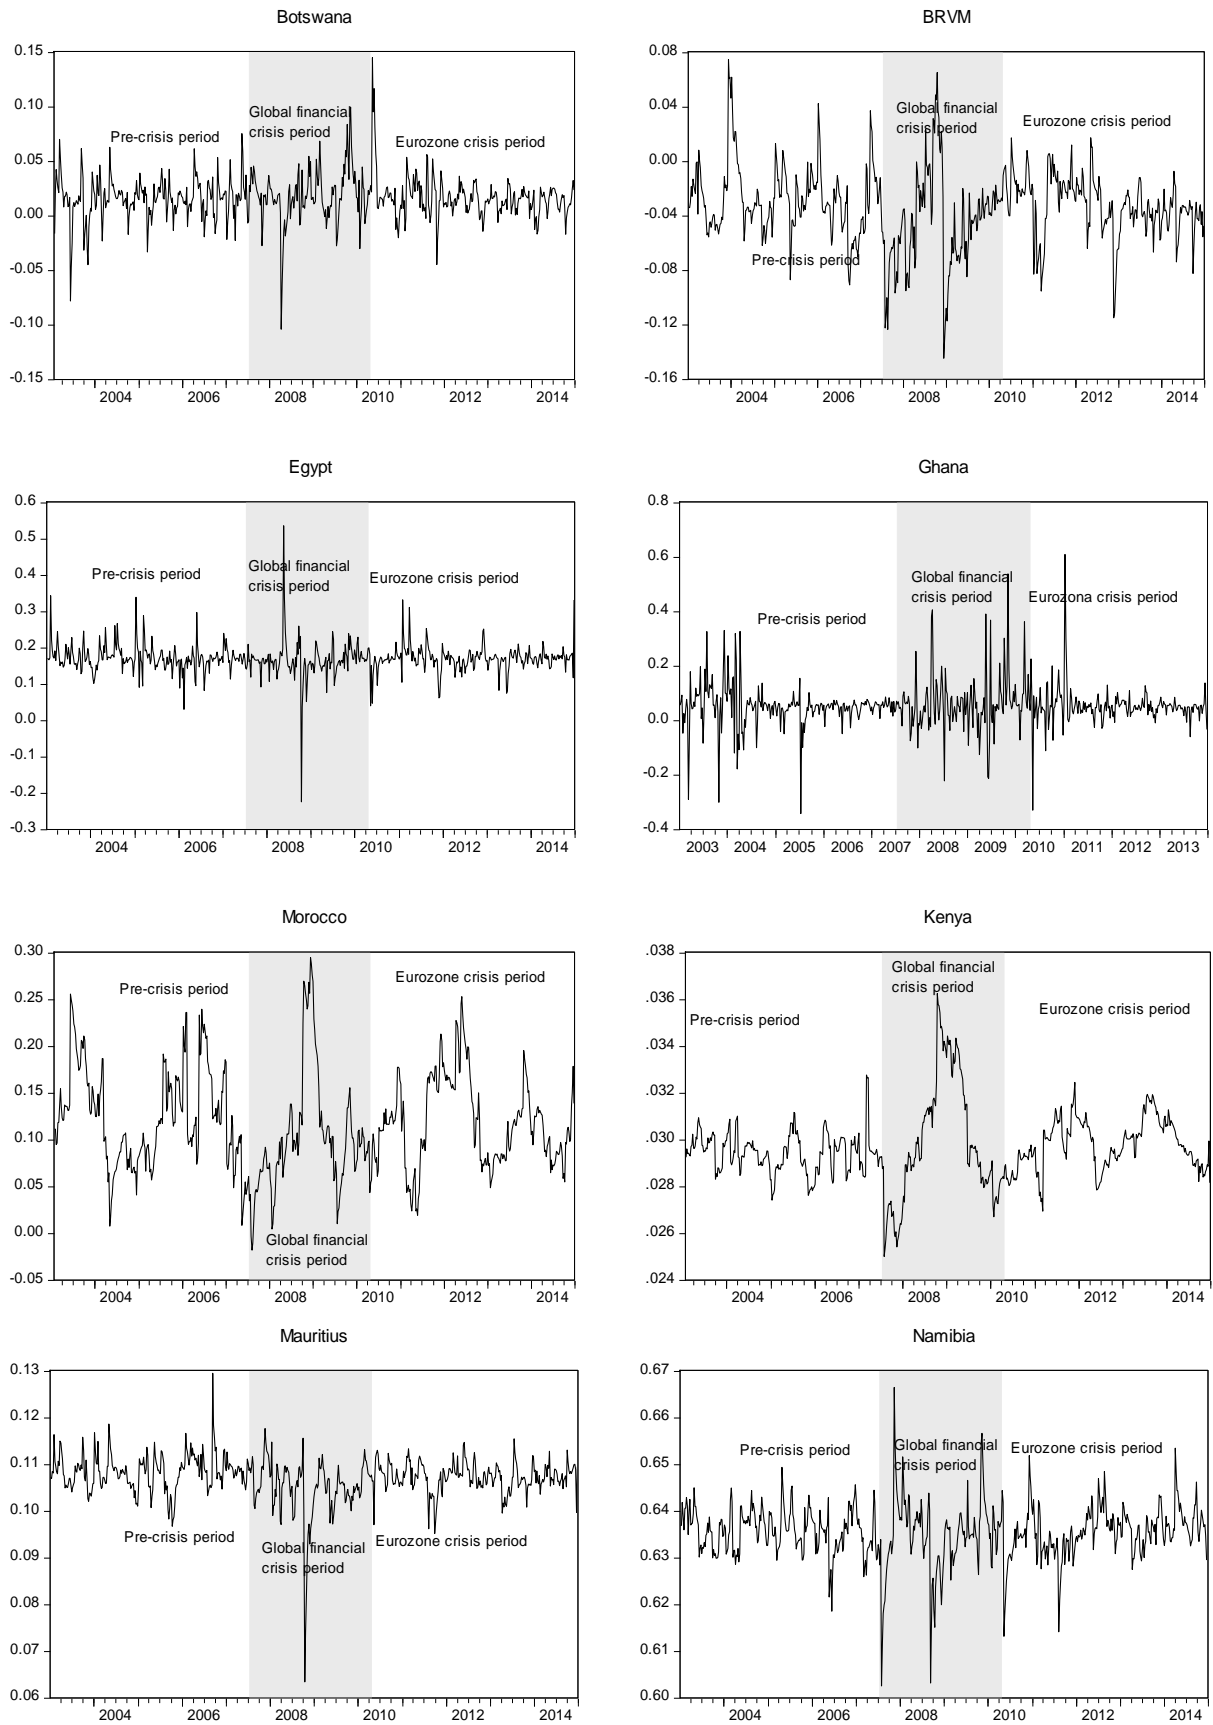 Botswana
0.15
0.10
0.05
0.00
-0.05
-0.10
-0.15
Pre-crisis period
Global financial
crisis period
Eurozone crisis period
2004 2006 2008 2010 2012 2014
BRVM
0.08
0.04
0.00
-0.04
-0.08
-0.12
-0.16
Pre-crisis period
Global financial
crisis period
Eurozone crisis period
2004 2006 2008 2010 2012 2014
Egypt
0.6
0.5
0.4
0.3
0.2
0.1
0.0
-0.1
-0.2
-0.3
Pre-crisis period
Global financial
crisis period
Eurozone crisis period
2004 2006 2008 2010 2012 2014
Ghana
0.8
0.6
0.4
0.2
0.0
-0.2
-0.4
Pre-crisis period
Global financial
crisis period
Eurozona crisis period
2003 2004 2005 2006 2007 2008 2009 2010 2011 2012 2013
Morocco
0.30
0.25
0.20
0.15
0.10
0.05
0.00
-0.05
Pre-crisis period
Global financial
crisis period
Eurozone crisis period
2004 2006 2008 2010 2012 2014
Kenya
.038
.036
.034
.032
.030
.028
.026
.024
Pre-crisis period
Global financial
crisis period
Eurozone crisis period
2004 2006 2008 2010 2012 2014
Mauritius
0.13
0.12
0.11
0.10
0.09
0.08
0.07
0.06
Pre-crisis period
Global financial
crisis period
Eurozone crisis period
2004 2006 2008 2010 2012 2014
Namibia
0.67
0.66
0.65
0.64
0.63
0.62
0.61
0.60
Pre-crisis period
Global financial
crisis period
Eurozone crisis period
2004 2006 2008 2010 2012 2014